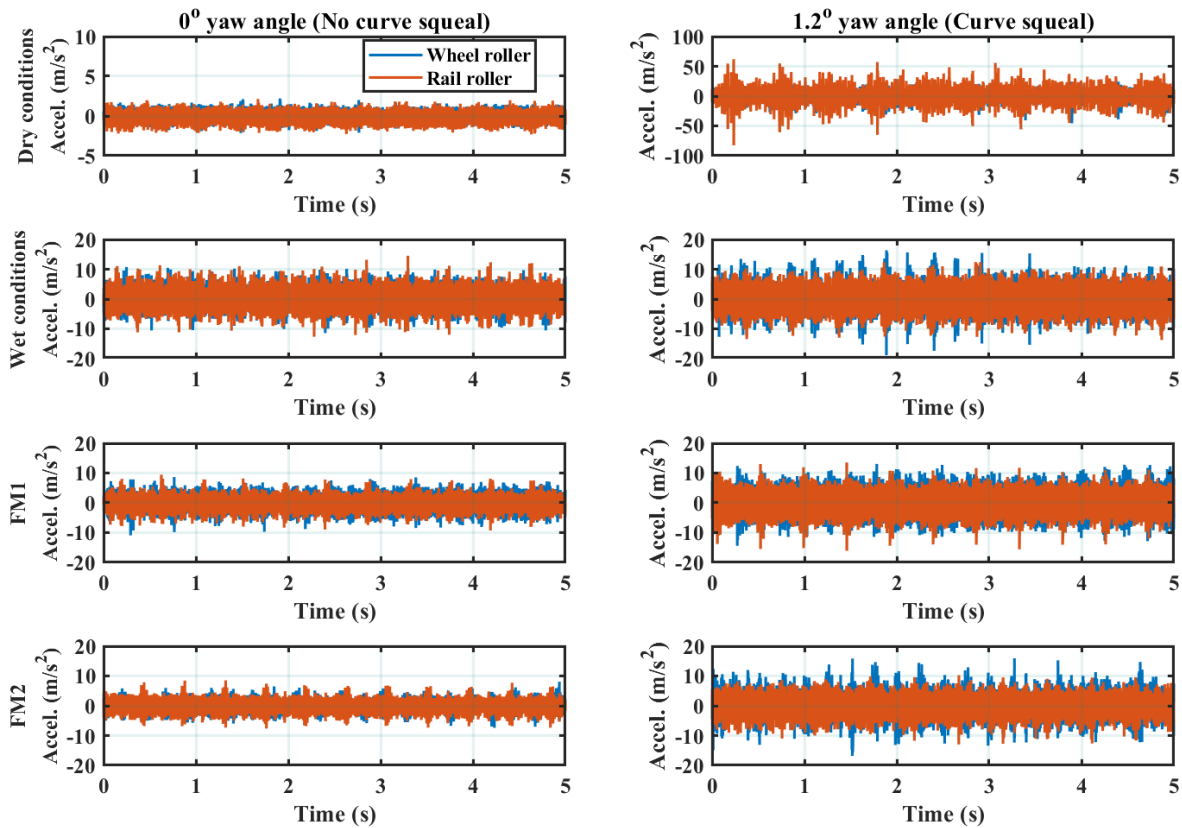 0° yaw angle (No curve squeal)
1.2° yaw angle (Curve squeal)
Dry conditions
Accel. (m/s²)
10
5
0
-5
Wheel roller
Rail roller
0 1 2 3 4 5
Time (s)
Accel. (m/s²)
100
50
0
-50
-100
0 1 2 3 4 5
Time (s)
Wet conditions
Accel. (m/s²)
20
10
0
-10
-20
0 1 2 3 4 5
Time (s)
Accel. (m/s²)
20
10
0
-10
-20
0 1 2 3 4 5
Time (s)
FM1
Accel. (m/s²)
20
10
0
-10
-20
0 1 2 3 4 5
Time (s)
Accel. (m/s²)
20
10
0
-10
-20
0 1 2 3 4 5
Time (s)
FM2
Accel. (m/s²)
20
10
0
-10
-20
0 1 2 3 4 5
Time (s)
Accel. (m/s²)
20
10
0
-10
-20
0 1 2 3 4 5
Time (s)